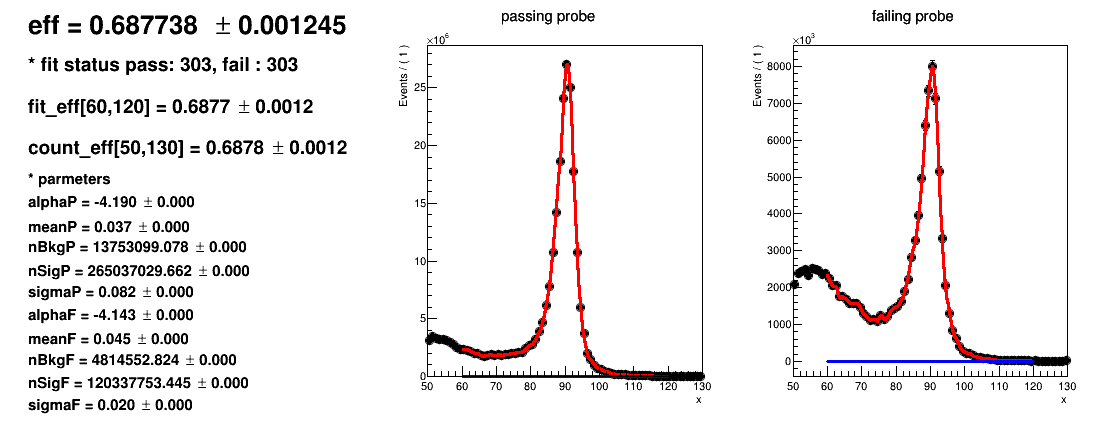 eff = 0.687738 ± 0.001245
* fit status pass: 303, fail : 303
fit_eff[60,120] = 0.6877 ± 0.0012
count_eff[50,130] = 0.6878 ± 0.0012
* parmeters
alphaP = -4.190 ± 0.000
meanP = 0.037 ± 0.000
nBkgP = 13753099.078 ± 0.000
nSigP = 265037029.662 ± 0.000
sigmaP = 0.082 ± 0.000
alphaF = -4.143 ± 0.000
meanF = 0.045 ± 0.000
nBkgF = 4814552.824 ± 0.000
nSigF = 120337753.445 ± 0.000
sigmaF = 0.020 ± 0.000
passing probe
×10⁶
Events / ( 1 )
25
20
15
10
5
0
50 60 70 80 90 100 110 120 130
x
failing probe
×10³
Events / ( 1 )
8000
7000
6000
5000
4000
3000
2000
1000
0
50 60 70 80 90 100 110 120 130
x